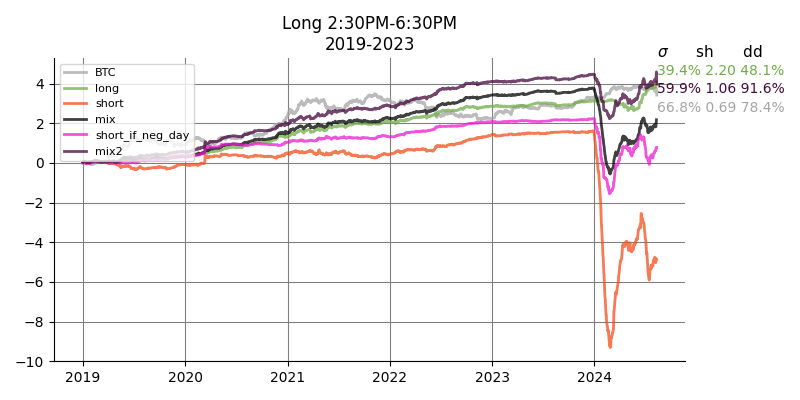 Long 2:30PM-6:30PM
2019-2023
σ sh dd
39.4% 2.20 48.1%
59.9% 1.06 91.6%
66.8% 0.69 78.4%
BTC
long
short
mix
short_if_neg_day
mix2
4
2
0
−2
−4
−6
−8
−10
2019 2020 2021 2022 2023 2024